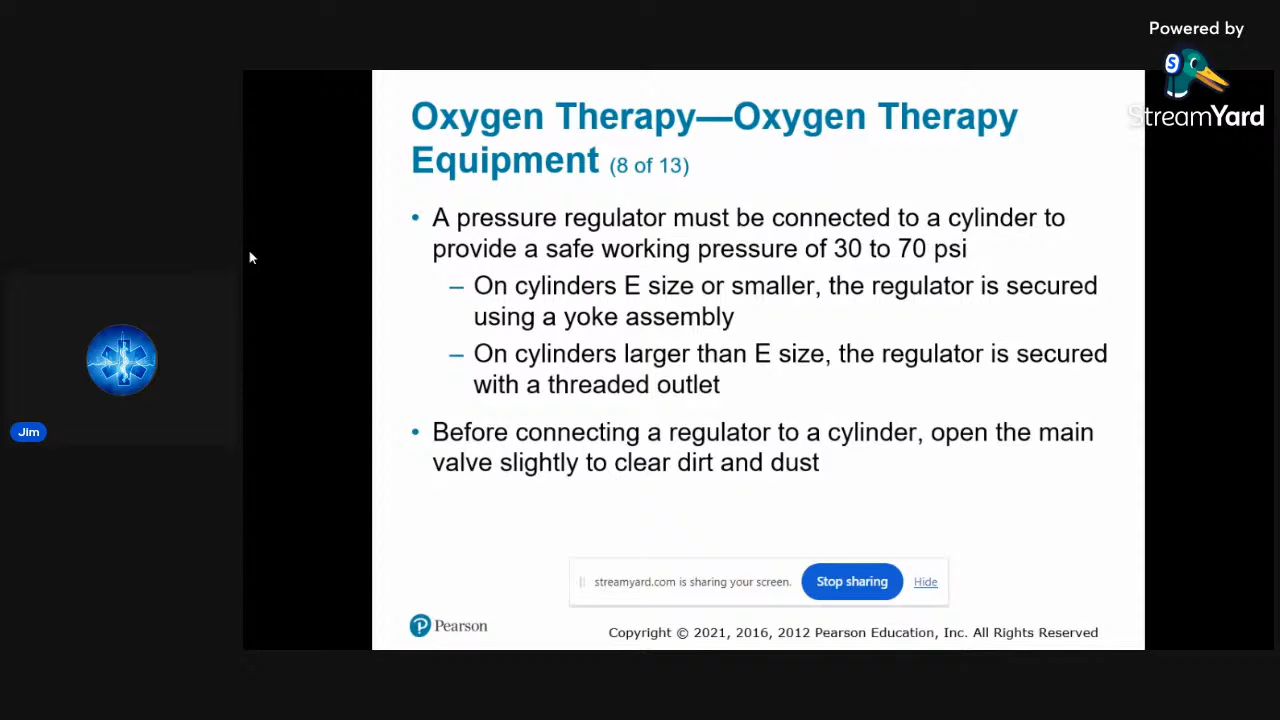 Powered by
StreamYard
Oxygen Therapy—Oxygen Therapy
Equipment (8 of 13)
• A pressure regulator must be connected to a cylinder to
provide a safe working pressure of 30 to 70 psi
– On cylinders E size or smaller, the regulator is secured
using a yoke assembly
– On cylinders larger than E size, the regulator is secured
with a threaded outlet
• Before connecting a regulator to a cylinder, open the main
valve slightly to clear dirt and dust
Jim
streamyard.com is sharing your screen. Stop sharing Hide
Pearson
Copyright © 2021, 2016, 2012 Pearson Education, Inc. All Rights Reserved